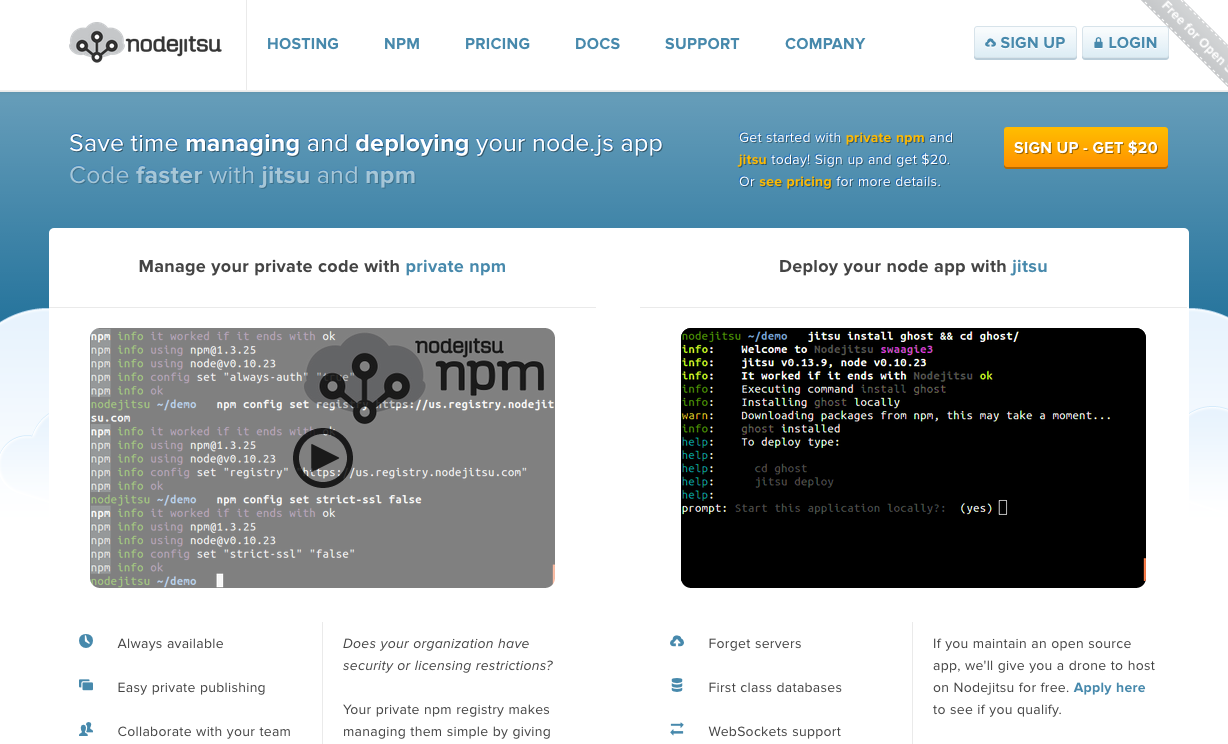 nodejitsu
HOSTING
NPM
PRICING
DOCS
SUPPORT
COMPANY
SIGN UP
LOGIN
Free for Open
Save time managing and deploying your node.js app
Code faster with jitsu and npm
Get started with private npm and
jitsu today! Sign up and get $20.
Or see pricing for more details.
SIGN UP - GET $20
Manage your private code with private npm
npm info it worked if it ends with ok
npm info using npm@1.3.25
npm info using node@v0.10.23
npm info config set "always-auth"
npm info ok
nodejitsu ~/demo npm config set https://us.registry.nodejit
su.com
npm info it worked if it ends with ok
npm info using npm@1.3.25
npm info using node@v0.10.23
npm info config set "registry" "https://us.registry.nodejitsu.com"
npm info ok
nodejitsu ~/demo npm config set strict-ssl false
npm info it worked if it ends with ok
npm info using npm@1.3.25
npm info using node@v0.10.23
npm info config set "strict-ssl" "false"
npm info ok
nodejitsu ~/demo
nodejitsu
npm
Always available
Easy private publishing
Collaborate with your team
Does your organization have
security or licensing restrictions?
Your private npm registry makes
managing them simple by giving
Deploy your node app with jitsu
nodejitsu ~/demo jitsu install ghost && cd ghost/
info: Welcome to Nodejitsu swaagie3
info: jitsu v0.13.9, node v0.10.23
info: It worked if it ends with Nodejitsu ok
info: Executing command install ghost
info: Installing ghost locally
warn: Downloading packages from npm, this may take a moment...
info: ghost installed
help: To deploy type:
help:
help: cd ghost
help: jitsu deploy
help:
prompt: Start this application locally?: (yes)
Forget servers
First class databases
WebSockets support
If you maintain an open source
app, we'll give you a drone to host
on Nodejitsu for free. Apply here
to see if you qualify.